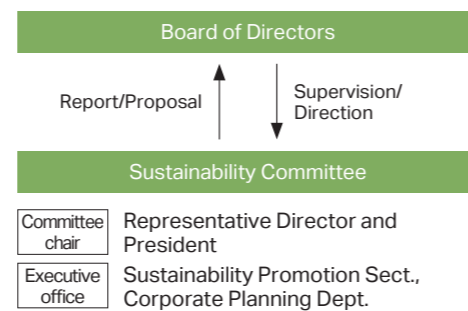 Board of Directors
Report/Proposal
Supervision/
Direction
Sustainability Committee
Committee
chair
Representative Director and
President
Executive
office
Sustainability Promotion Sect.,
Corporate Planning Dept.